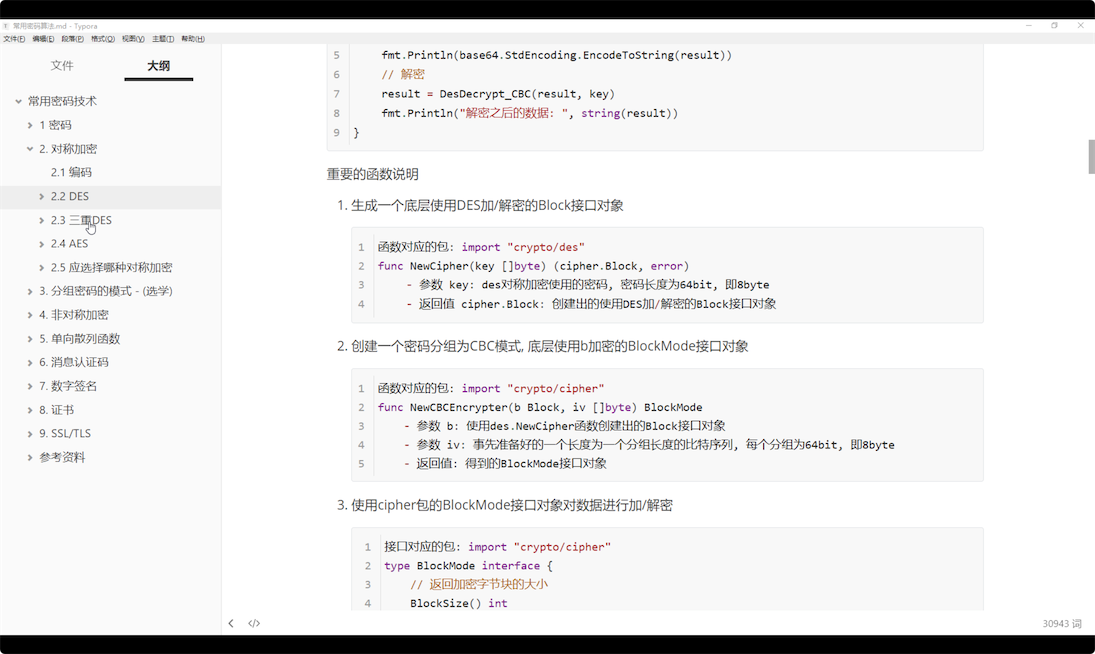 常用密码算法.md - Typora
文件(F) 编辑(E) 段落(P) 格式(O) 视图(V) 主题(T) 帮助(H)
文件 大纲
常用密码技术
1 密码
2. 对称加密
2.1 编码
2.2 DES
2.3 三重DES
2.4 AES
2.5 应选择哪种对称加密
3. 分组密码的模式 - (选学)
4. 非对称加密
5. 单向散列函数
6. 消息认证码
7. 数字签名
8. 证书
9. SSL/TLS
参考资料
5 fmt.Println(base64.StdEncoding.EncodeToString(result))
6 // 解密
7 result = DesDecrypt_CBC(result, key)
8 fmt.Println("解密之后的数据: ", string(result))
9 }
重要的函数说明
1. 生成一个底层使用DES加/解密的Block接口对象
1 函数对应的包: import "crypto/des"
2 func NewCipher(key []byte) (cipher.Block, error)
3 - 参数 key: des对称加密使用的密码, 密码长度为64bit, 即8byte
4 - 返回值 cipher.Block: 创建出的使用DES加/解密的Block接口对象
2. 创建一个密码分组为CBC模式, 底层使用b加密的BlockMode接口对象
1 函数对应的包: import "crypto/cipher"
2 func NewCBCEncrypter(b Block, iv []byte) BlockMode
3 - 参数 b: 使用des.NewCipher函数创建出的Block接口对象
4 - 参数 iv: 事先准备好的一个长度为一个分组长度的比特序列, 每个分组为64bit, 即8byte
5 - 返回值: 得到的BlockMode接口对象
3. 使用cipher包的BlockMode接口对象对数据进行加/解密
1 接口对应的包: import "crypto/cipher"
2 type BlockMode interface {
3 // 返回加密字节块的大小
4 BlockSize() int
30943 词